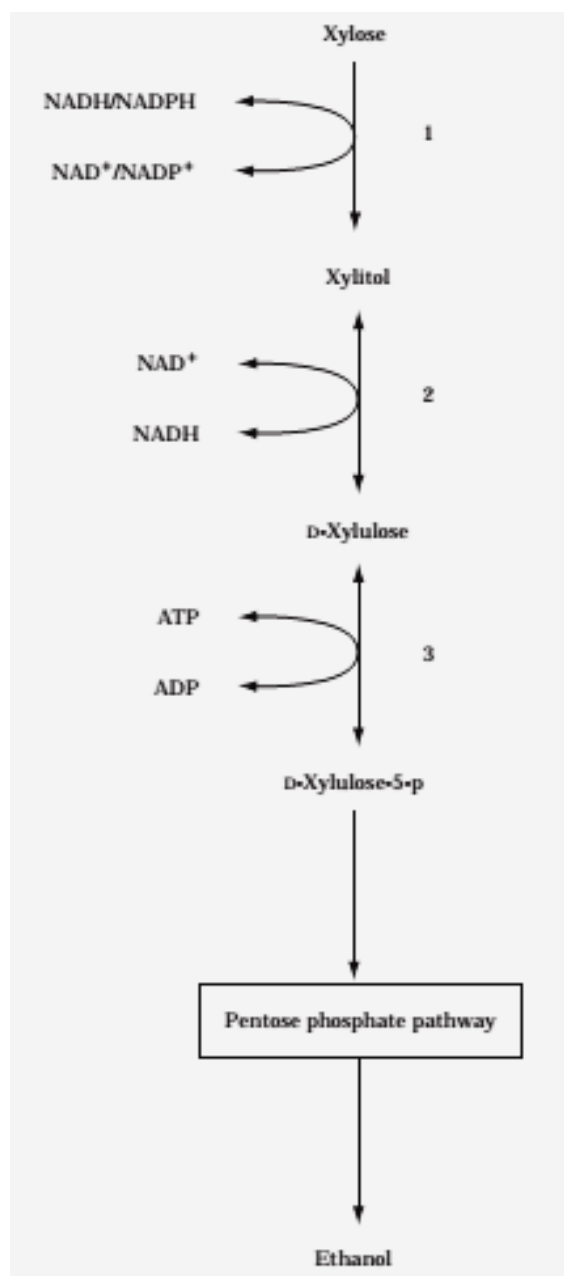 Xylose
NADH/NADPH
1
NAD⁺/NADP⁺
Xylitol
NAD⁺
2
NADH
D-Xylulose
ATP
3
ADP
D-Xylulose-5-p
Pentose phosphate pathway
Ethanol